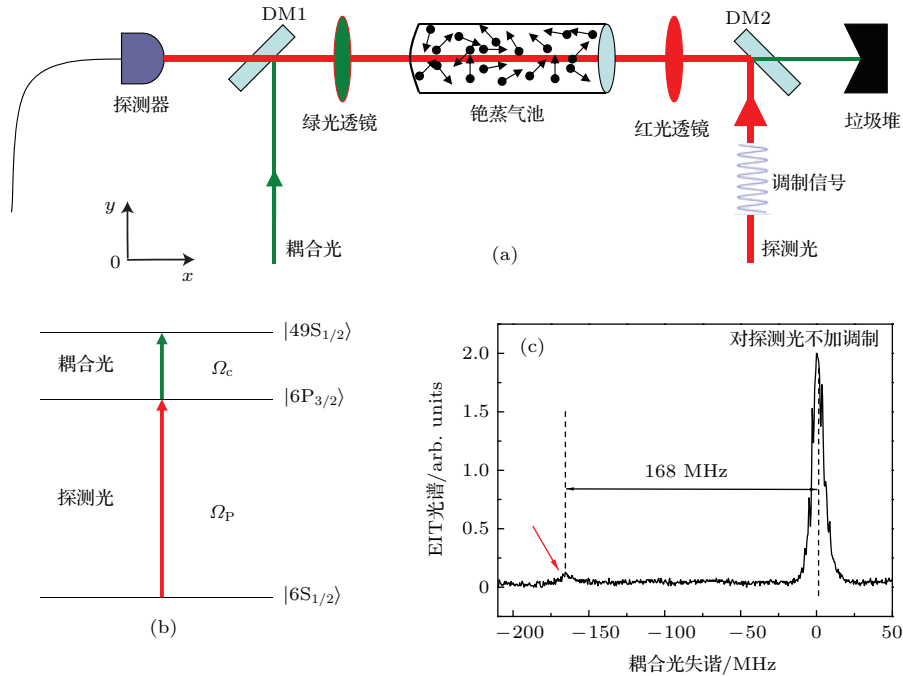 DM1
DM2
探测器
绿光透镜
铯蒸气池
红光透镜
垃圾堆
调制信号
y
0
x
耦合光
(a)
探测光
|49S1/2⟩
耦合光
Ωc
|6P3/2⟩
探测光
ΩP
|6S1/2⟩
(b)
(c)
对探测光不加调制
2.0
1.5
1.0
0.5
0
EIT光谱/arb. units
168 MHz
−200
−150
−100
−50
0
50
耦合光失谐/MHz